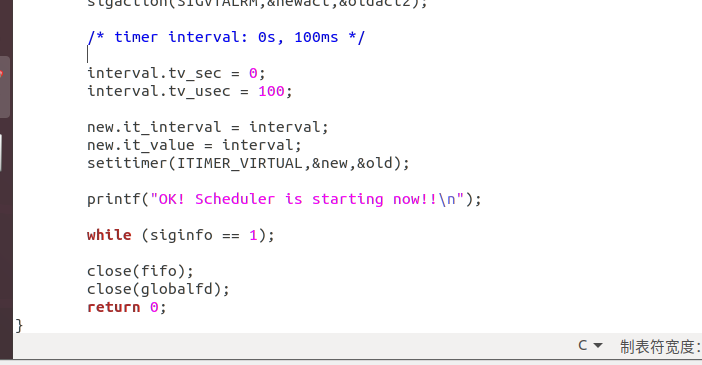 sigaction(SIGVTALRM,&newact,&oldact2);
/* timer interval: 0s, 100ms */
interval.tv_sec = 0;
interval.tv_usec = 100;
new.it_interval = interval;
new.it_value = interval;
setitimer(ITIMER_VIRTUAL,&new,&old);
printf("OK! Scheduler is starting now!!\n");
while (siginfo == 1);
close(fifo);
close(globalfd);
return 0;
}
C 制表符宽度: